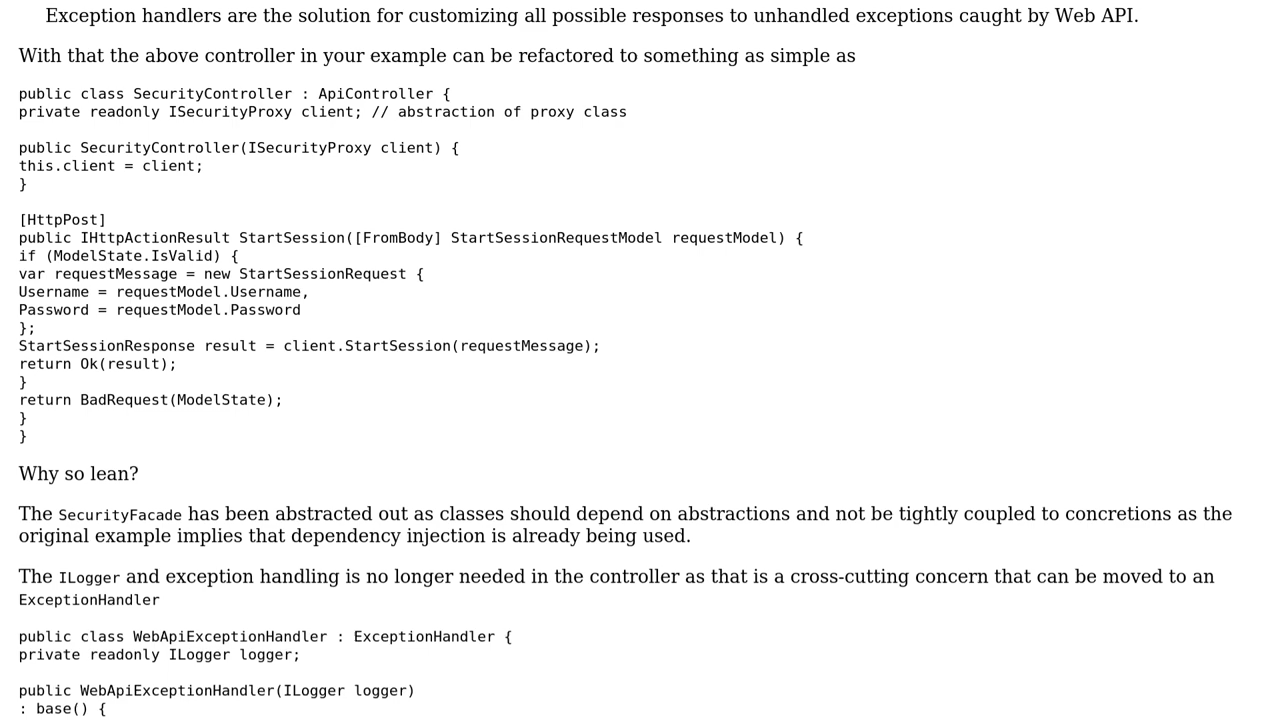 Exception handlers are the solution for customizing all possible responses to unhandled exceptions caught by Web API.
With that the above controller in your example can be refactored to something as simple as
public class SecurityController : ApiController {
private readonly ISecurityProxy client; // abstraction of proxy class
public SecurityController(ISecurityProxy client) {
this.client = client;
}
[HttpPost]
public IHttpActionResult StartSession([FromBody] StartSessionRequestModel requestModel) {
if (ModelState.IsValid) {
var requestMessage = new StartSessionRequest {
Username = requestModel.Username,
Password = requestModel.Password
};
StartSessionResponse result = client.StartSession(requestMessage);
return Ok(result);
}
return BadRequest(ModelState);
}
}
Why so lean?
The SecurityFacade has been abstracted out as classes should depend on abstractions and not be tightly coupled to concretions as the
original example implies that dependency injection is already being used.
The ILogger and exception handling is no longer needed in the controller as that is a cross-cutting concern that can be moved to an
ExceptionHandler
public class WebApiExceptionHandler : ExceptionHandler {
private readonly ILogger logger;
public WebApiExceptionHandler(ILogger logger)
: base() {